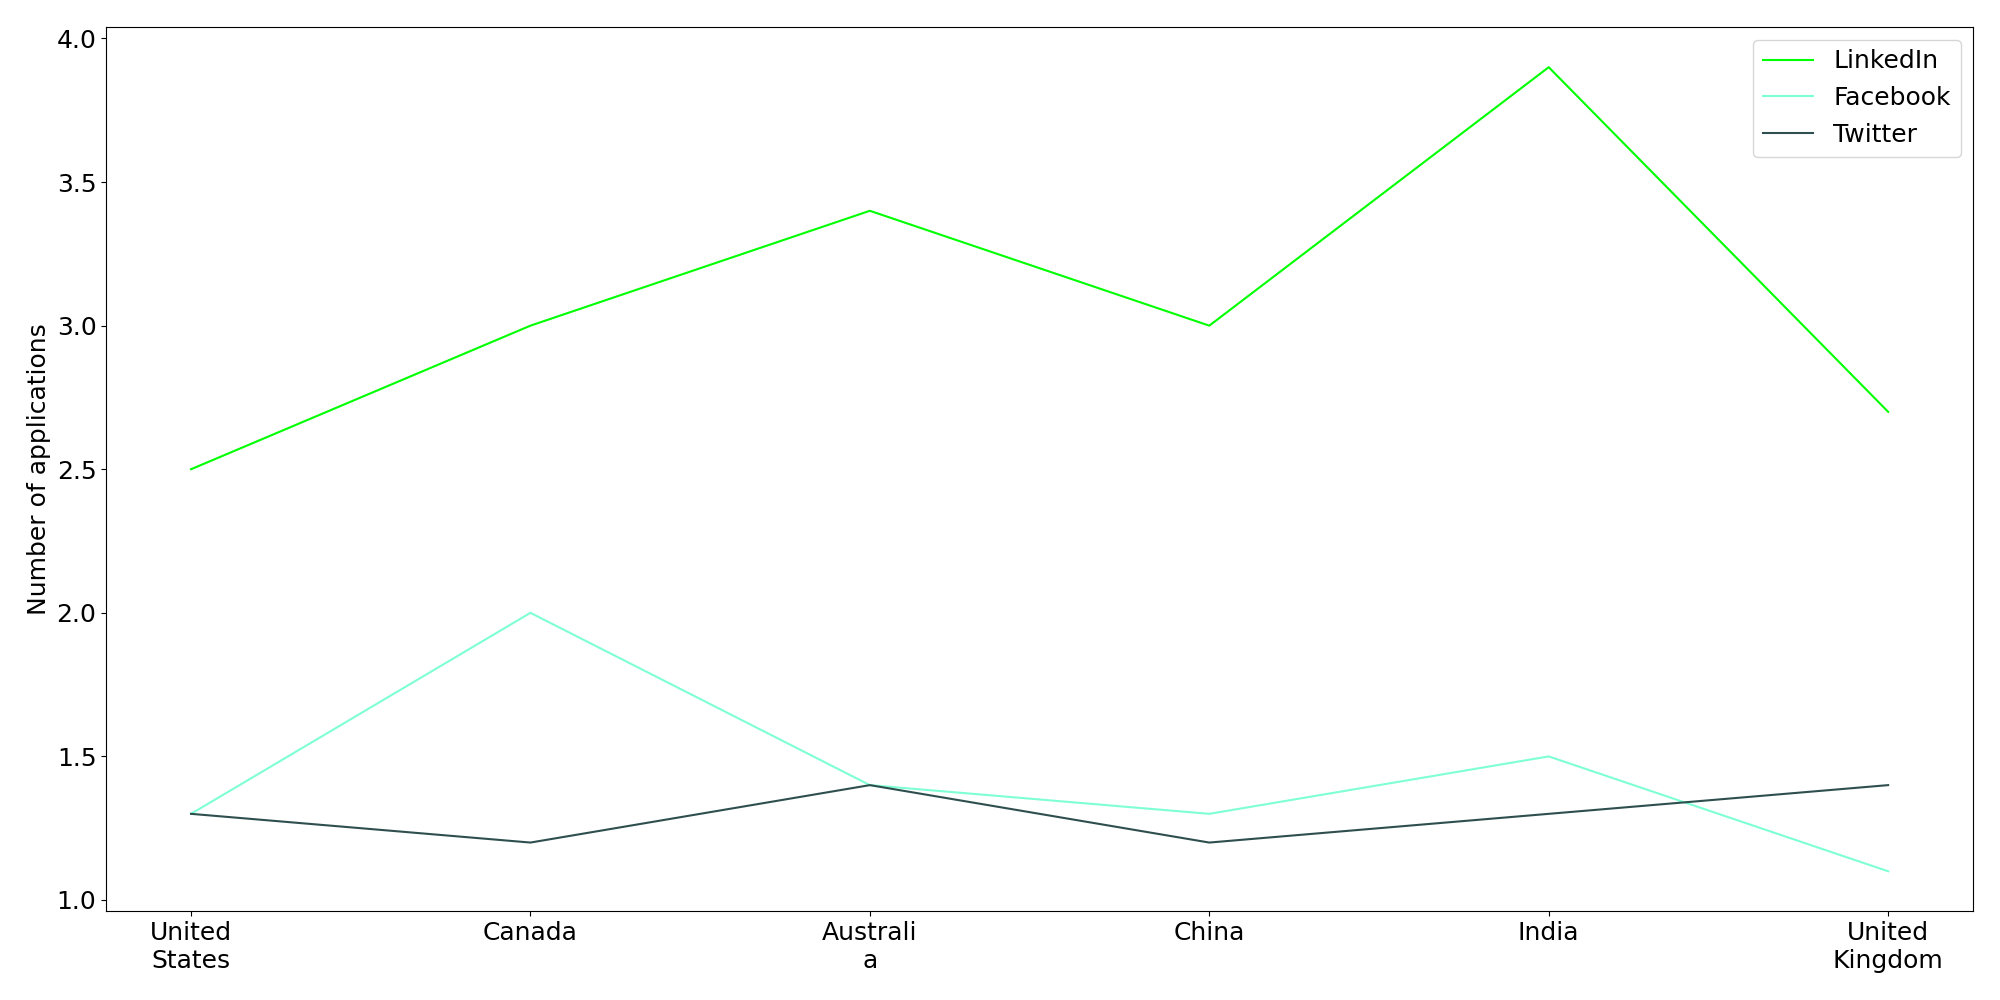 4.0
3.5
3.0
2.5
2.0
1.5
1.0
Number of applications
LinkedIn
Facebook
Twitter
United
States
Canada
Australi
a
China
India
United
Kingdom